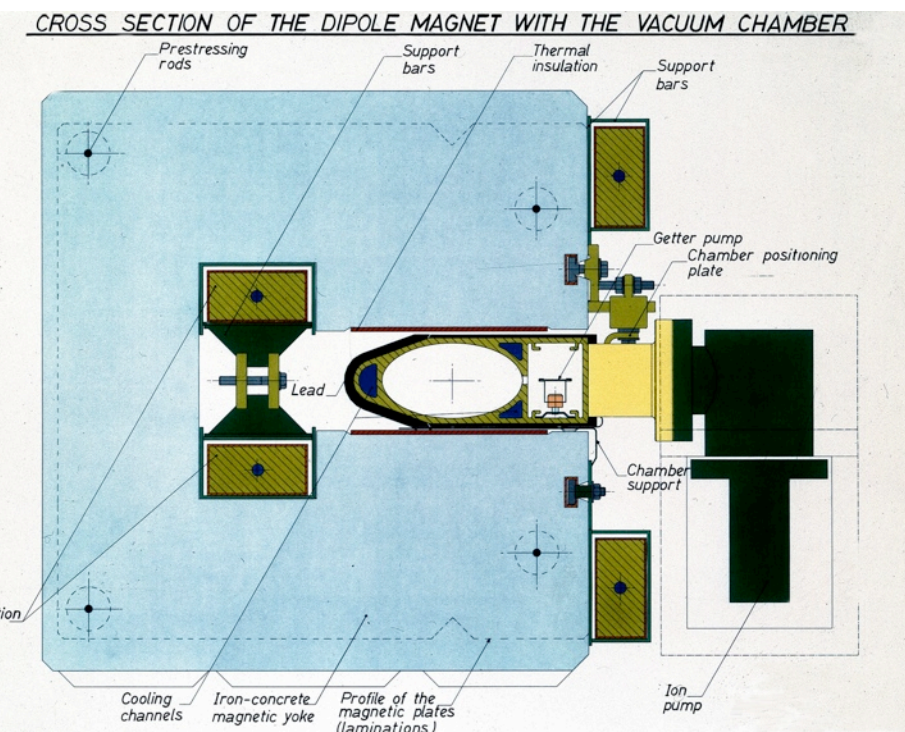 CROSS SECTION OF THE DIPOLE MAGNET WITH THE VACUUM CHAMBER
Prestressing
rods
Support
bars
Thermal
insulation
Support
bars
Getter pump
Chamber positioning
plate
Lead
Chamber
support
tion
Cooling
channels
Iron-concrete
magnetic yoke
Profile of the
magnetic plates
(laminations)
Ion
pump